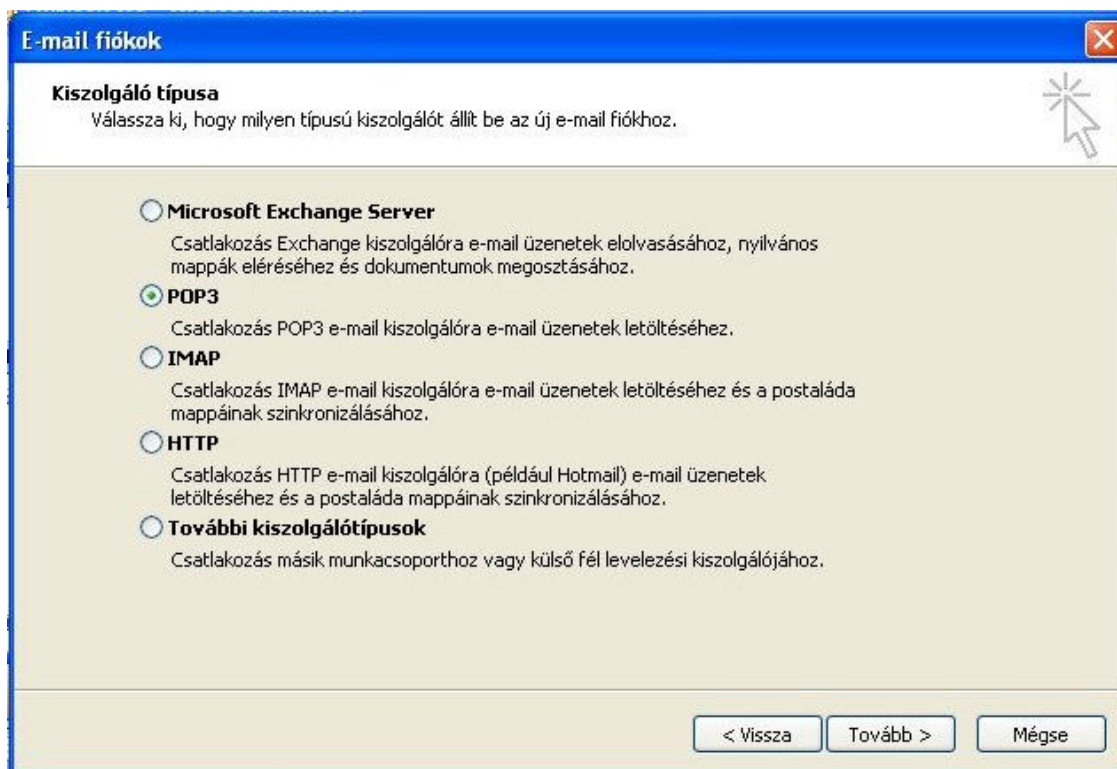 E-mail fiókok
Kiszolgáló típusa
Válassza ki, hogy milyen típusú kiszolgálót állít be az új e-mail fiókhoz.
Microsoft Exchange Server
Csatlakozás Exchange kiszolgálóra e-mail üzenetek elolvasásához, nyilvános
mappák eléréséhez és dokumentumok megosztásához.
POP3
Csatlakozás POP3 e-mail kiszolgálóra e-mail üzenetek letöltéséhez.
IMAP
Csatlakozás IMAP e-mail kiszolgálóra e-mail üzenetek letöltéséhez és a postaláda
mappáinak szinkronizálásához.
HTTP
Csatlakozás HTTP e-mail kiszolgálóra (például Hotmail) e-mail üzenetek
letöltéséhez és a postaláda mappáinak szinkronizálásához.
További kiszolgálótípusok
Csatlakozás másik munkacsoporthoz vagy külső fél levelezési kiszolgálójához.
< Vissza Tovább > Mégse